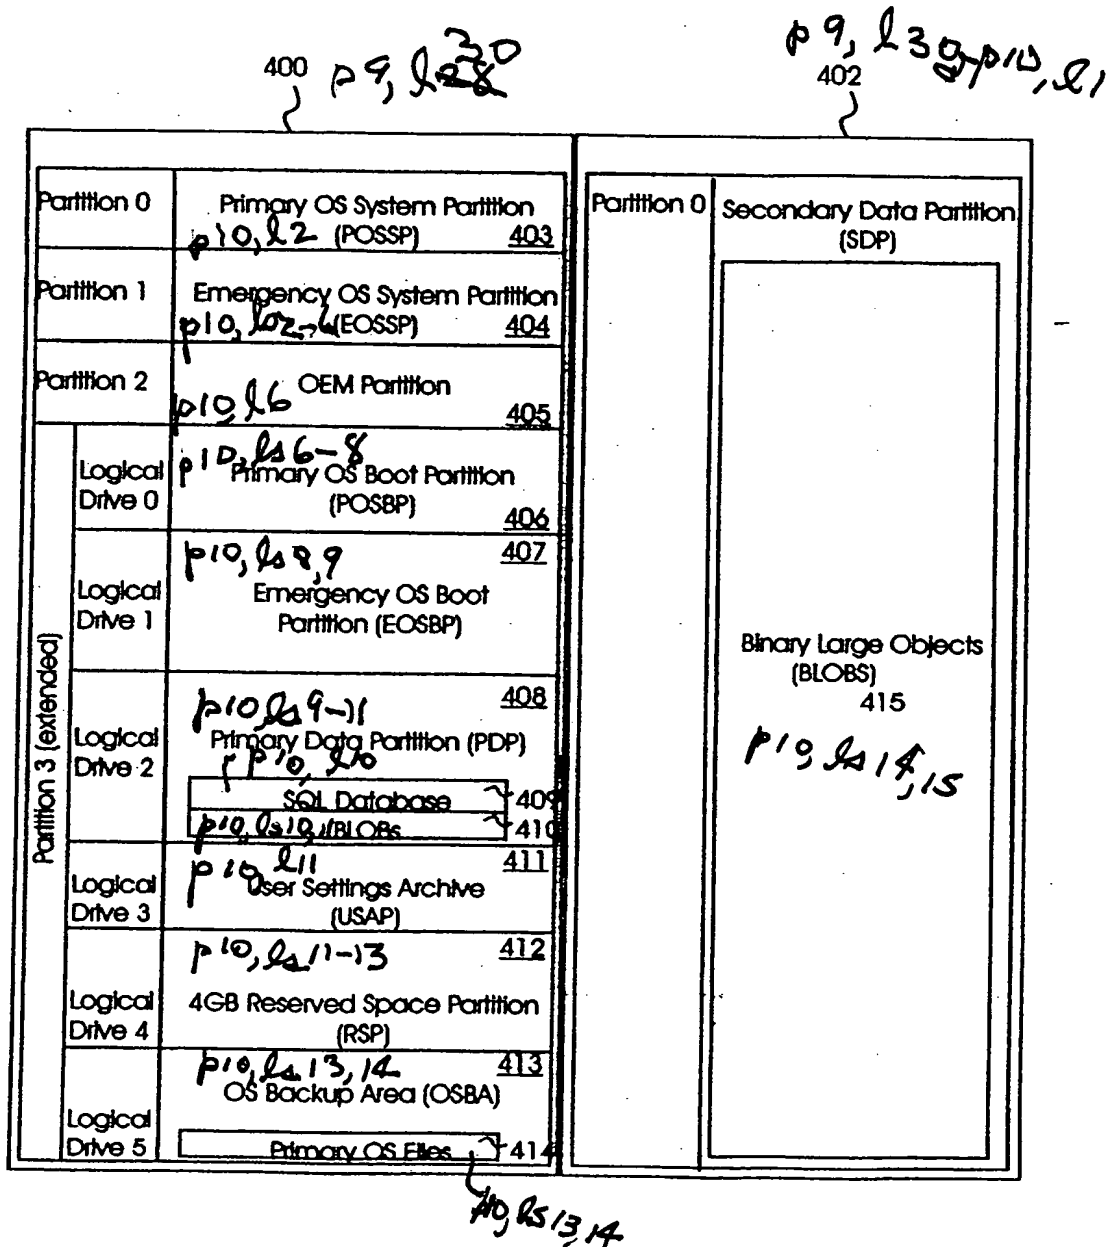 400 p 9, l 30
p 9, l 30-p10, l1
402
Partition 0
Primary OS System Partition
p10, l2 (POSSP) 403
Partition 1
Emergency OS System Partition
p10, (EOSSP) 404
Partition 2
OEM Partition
p10, l6 405
Partition 3 (extended)
Logical
Drive 0
p10, ls 6-8
Primary OS Boot Partition
(POSBP)
406
Logical
Drive 1
p10, ls 8,9 407
Emergency OS Boot
Partition (EOSBP)
Logical
Drive 2
p10, ls 9-11 408
Primary Data Partition (PDP)
p10, l10
SQL Database 409
p10, ls 10, 11 BLOBs 410
Logical
Drive 3
p10, l11 411
User Settings Archive
(USAP)
Logical
Drive 4
p10, ls 11-13 412
4GB Reserved Space Partition
(RSP)
Logical
Drive 5
p10, ls 13, 14 413
OS Backup Area (OSBA)
Primary OS Files 414
p10, ls 13, 14
Partition 0
Secondary Data Partition
(SDP)
Binary Large Objects
(BLOBS)
415
p10, ls 14, 15